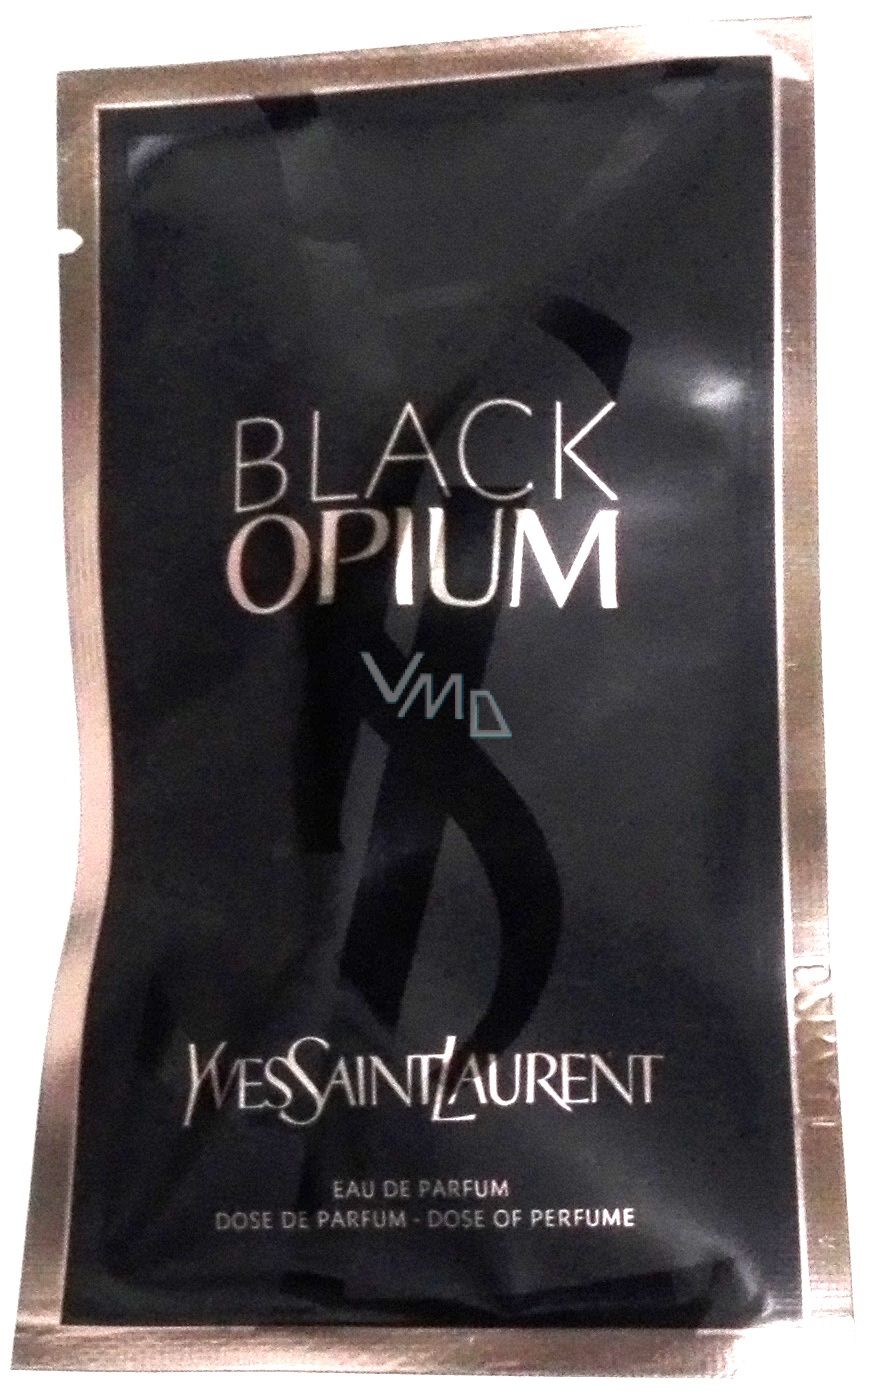 BLACK
OPIUM
VMD
YVESSAINTLAURENT
EAU DE PARFUM
DOSE DE PARFUM - DOSE OF PERFUME